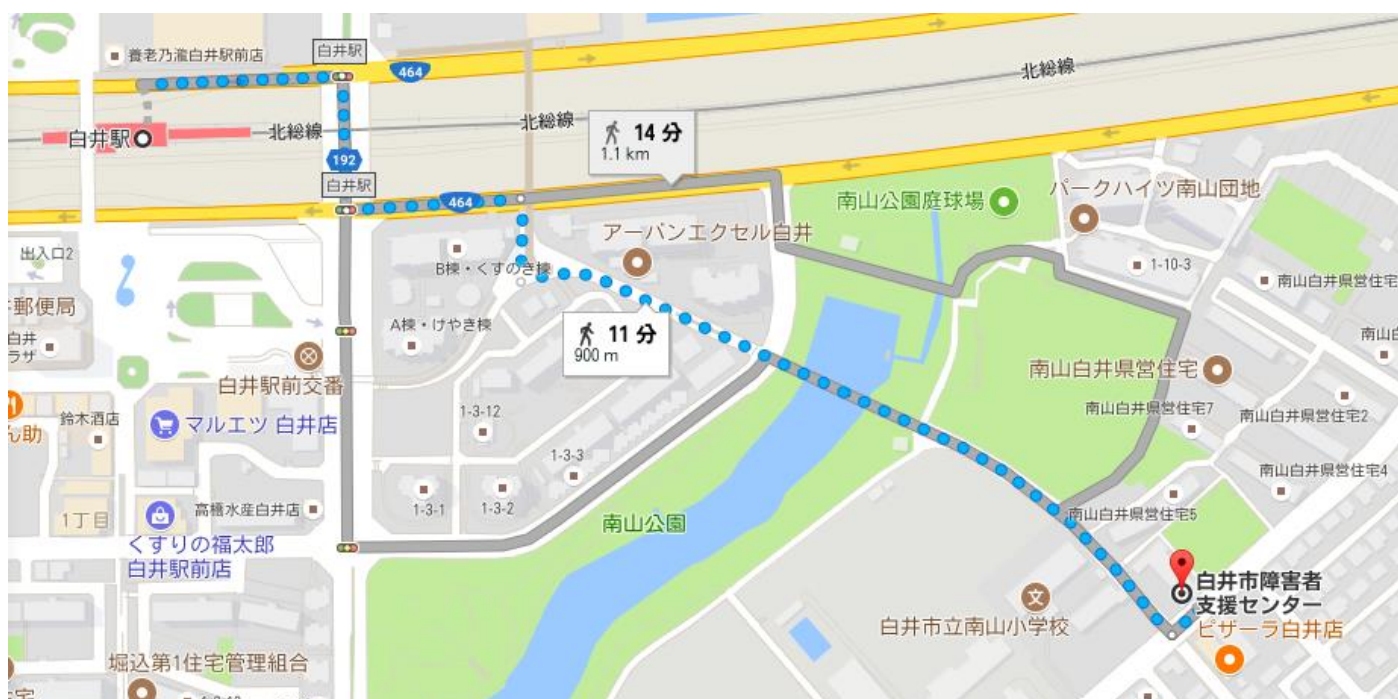 養老乃瀧白井駅前店
白井駅
464
北総線
白井駅
北総線
北総線
14 分
1.1 km
192
白井駅
464
南山公園庭球場
パークハイツ南山団地
アーバンエクセル白井
出入口2
B棟・くすのき棟
1-10-3
南山白井県営住宅
郵便局
11 分
900 m
A棟・けやき棟
白井
ラザ
白井駅前交番
南山白井県営住宅
南山白
鈴木酒店
マルエツ 白井店
ん助
1-3-12
南山白井県営住宅7
南山白井県営住宅2
1-3-3
南山白井県営住宅4
1-3-1
1-3-2
高橋水産白井店
1丁目
南山公園
南山白井県営住宅5
くすりの福太郎
白井駅前店
白井市障害者
支援センター
文
白井市立南山小学校
ピザーラ白井店
堀込第1住宅管理組合
宅